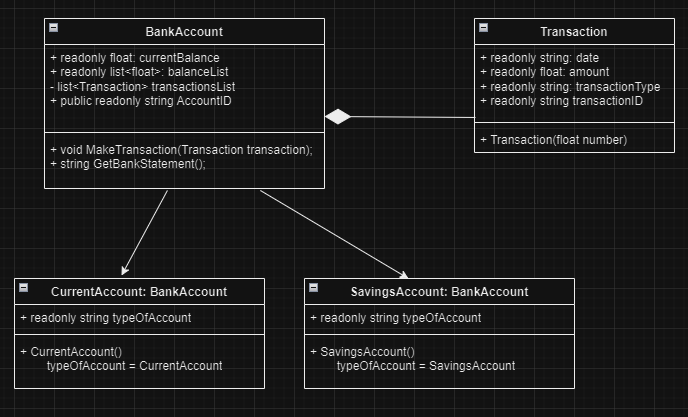 BankAccount
+ readonly float: currentBalance
+ readonly list<float>: balanceList
- list<Transaction> transactionsList
+ public readonly string AccountID
+ void MakeTransaction(Transaction transaction);
+ string GetBankStatement();
Transaction
+ readonly string: date
+ readonly float: amount
+ readonly string: transactionType
+ readonly string transactionID
+ Transaction(float number)
CurrentAccount: BankAccount
+ readonly string typeOfAccount
+ CurrentAccount()
typeOfAccount = CurrentAccount
SavingsAccount: BankAccount
+ readonly string typeOfAccount
+ SavingsAccount()
typeOfAccount = SavingsAccount